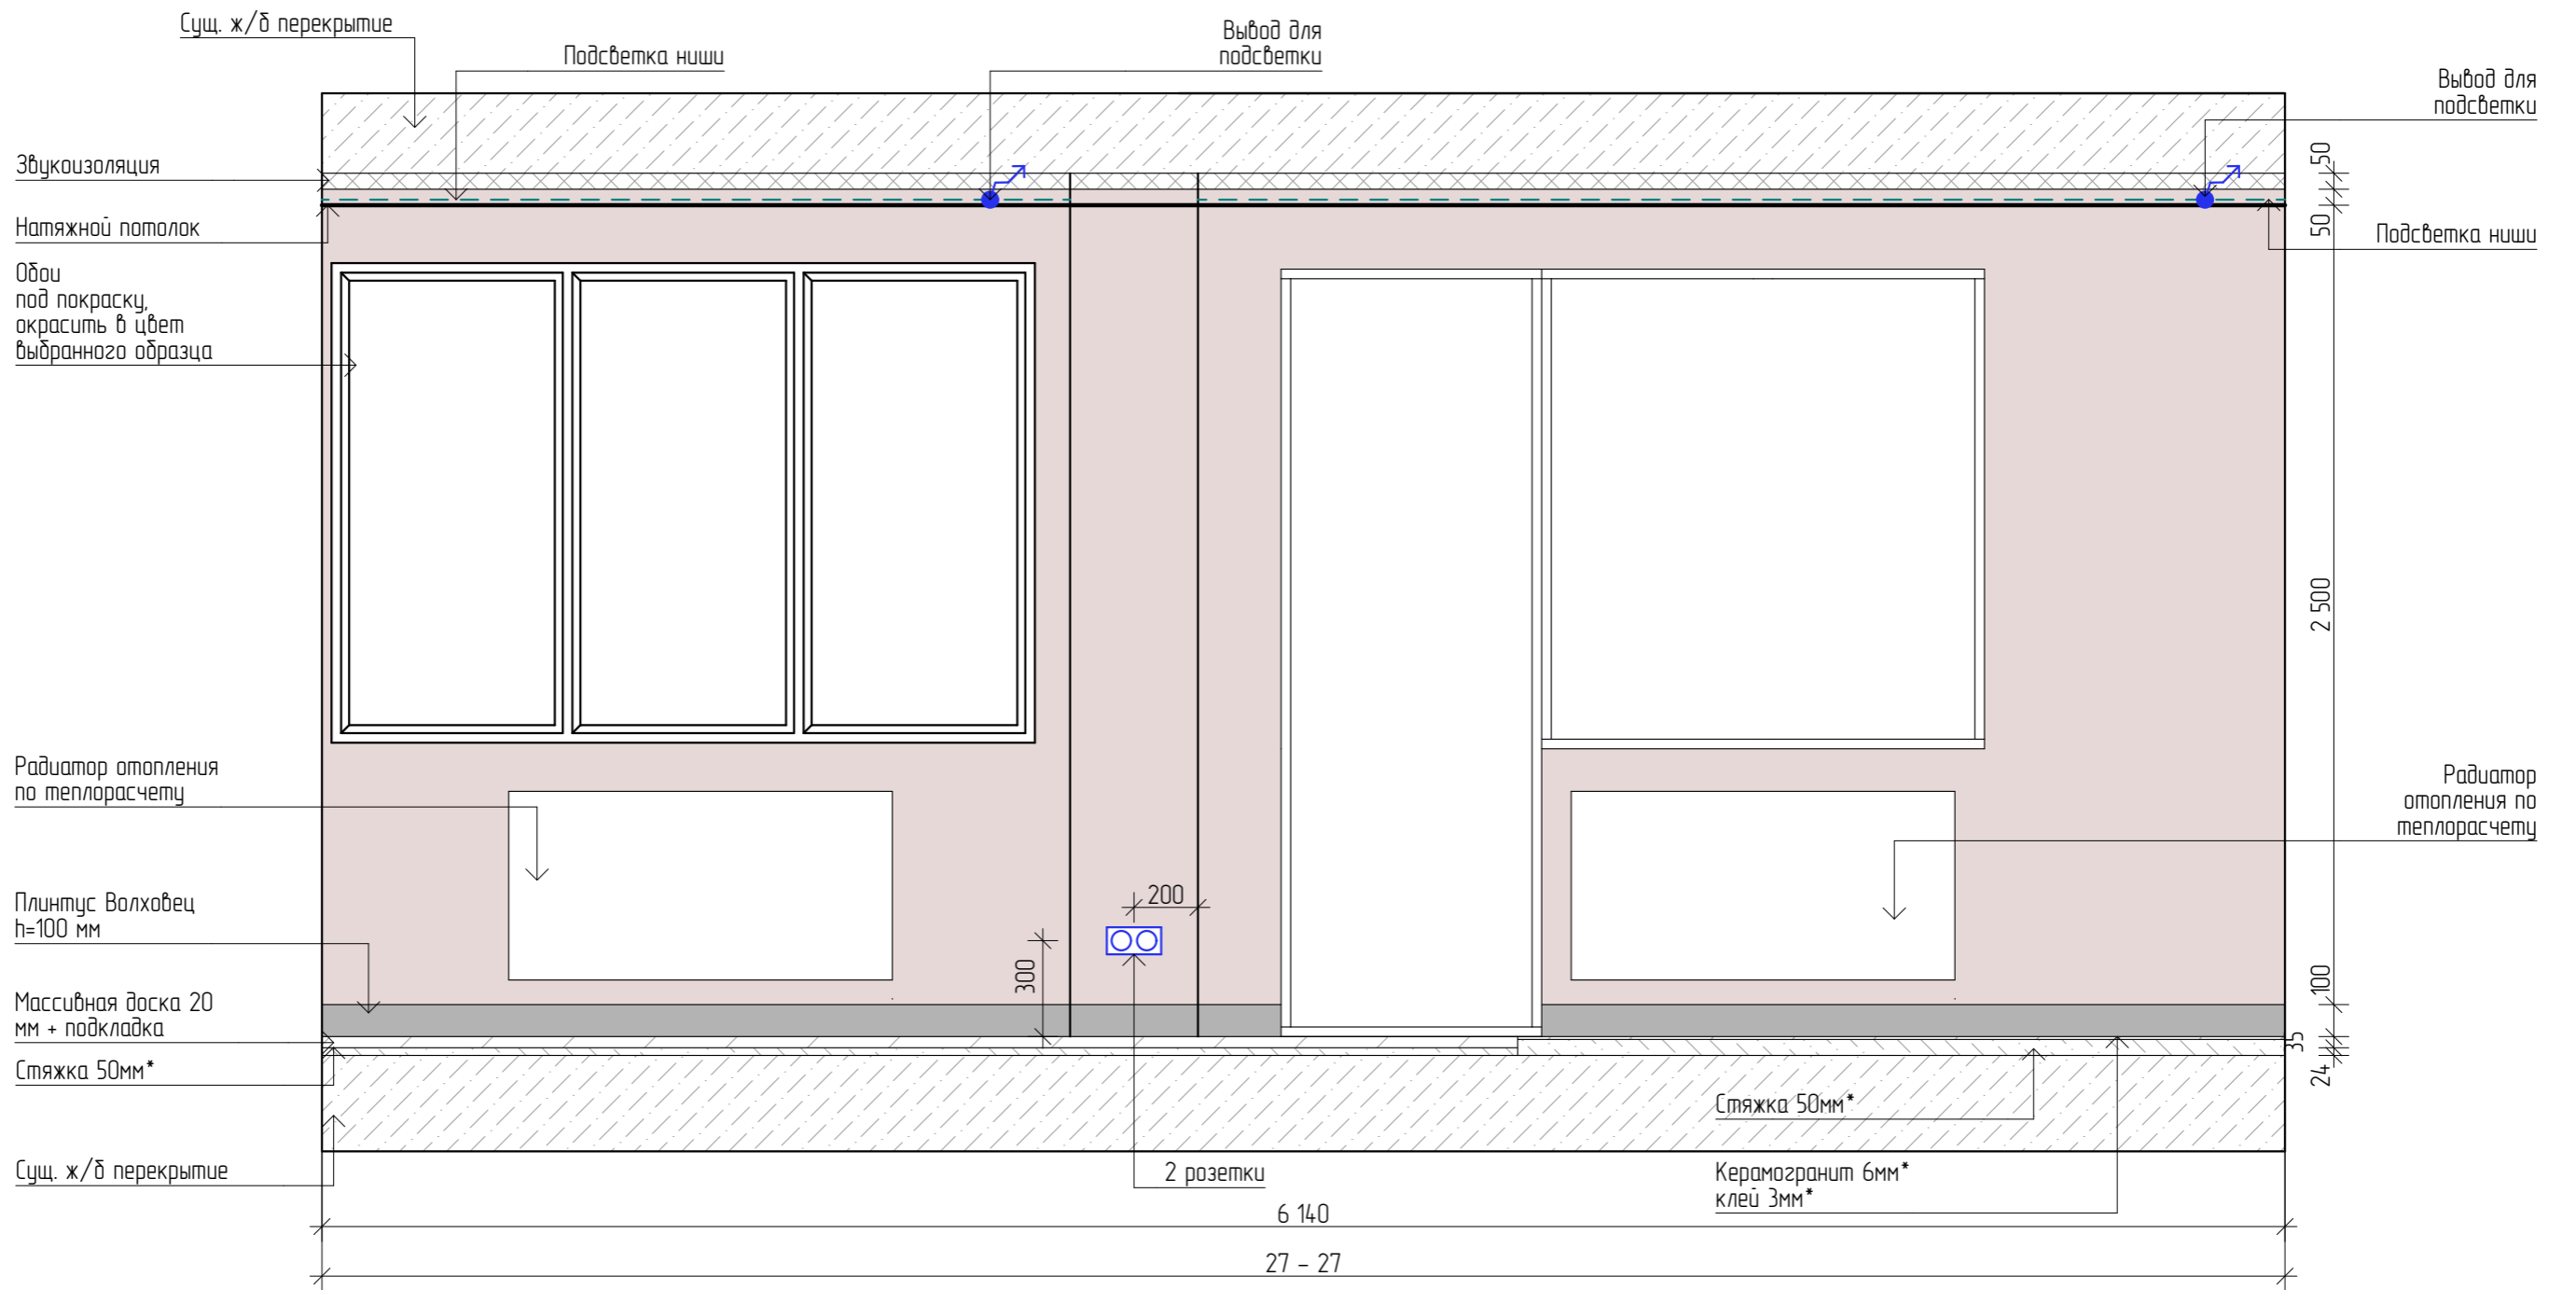 Сущ. ж/б перекрытие
Подсветка ниши
Вывод для
подсветки
Вывод для
подсветки
Звукоизоляция
Натяжной потолок
Подсветка ниши
Обои
под покраску,
окрасить в цвет
выбранного образца
50
50
2 500
100
35
24
Радиатор отопления
по теплорасчету
Радиатор
отопления по
теплорасчету
Плинтус Волховец
h=100 мм
200
300
Массивная доска 20
мм + подкладка
Стяжка 50мм*
Стяжка 50мм*
Сущ. ж/б перекрытие
2 розетки
Керамогранит 6мм*
клей 3мм*
6 140
27 - 27